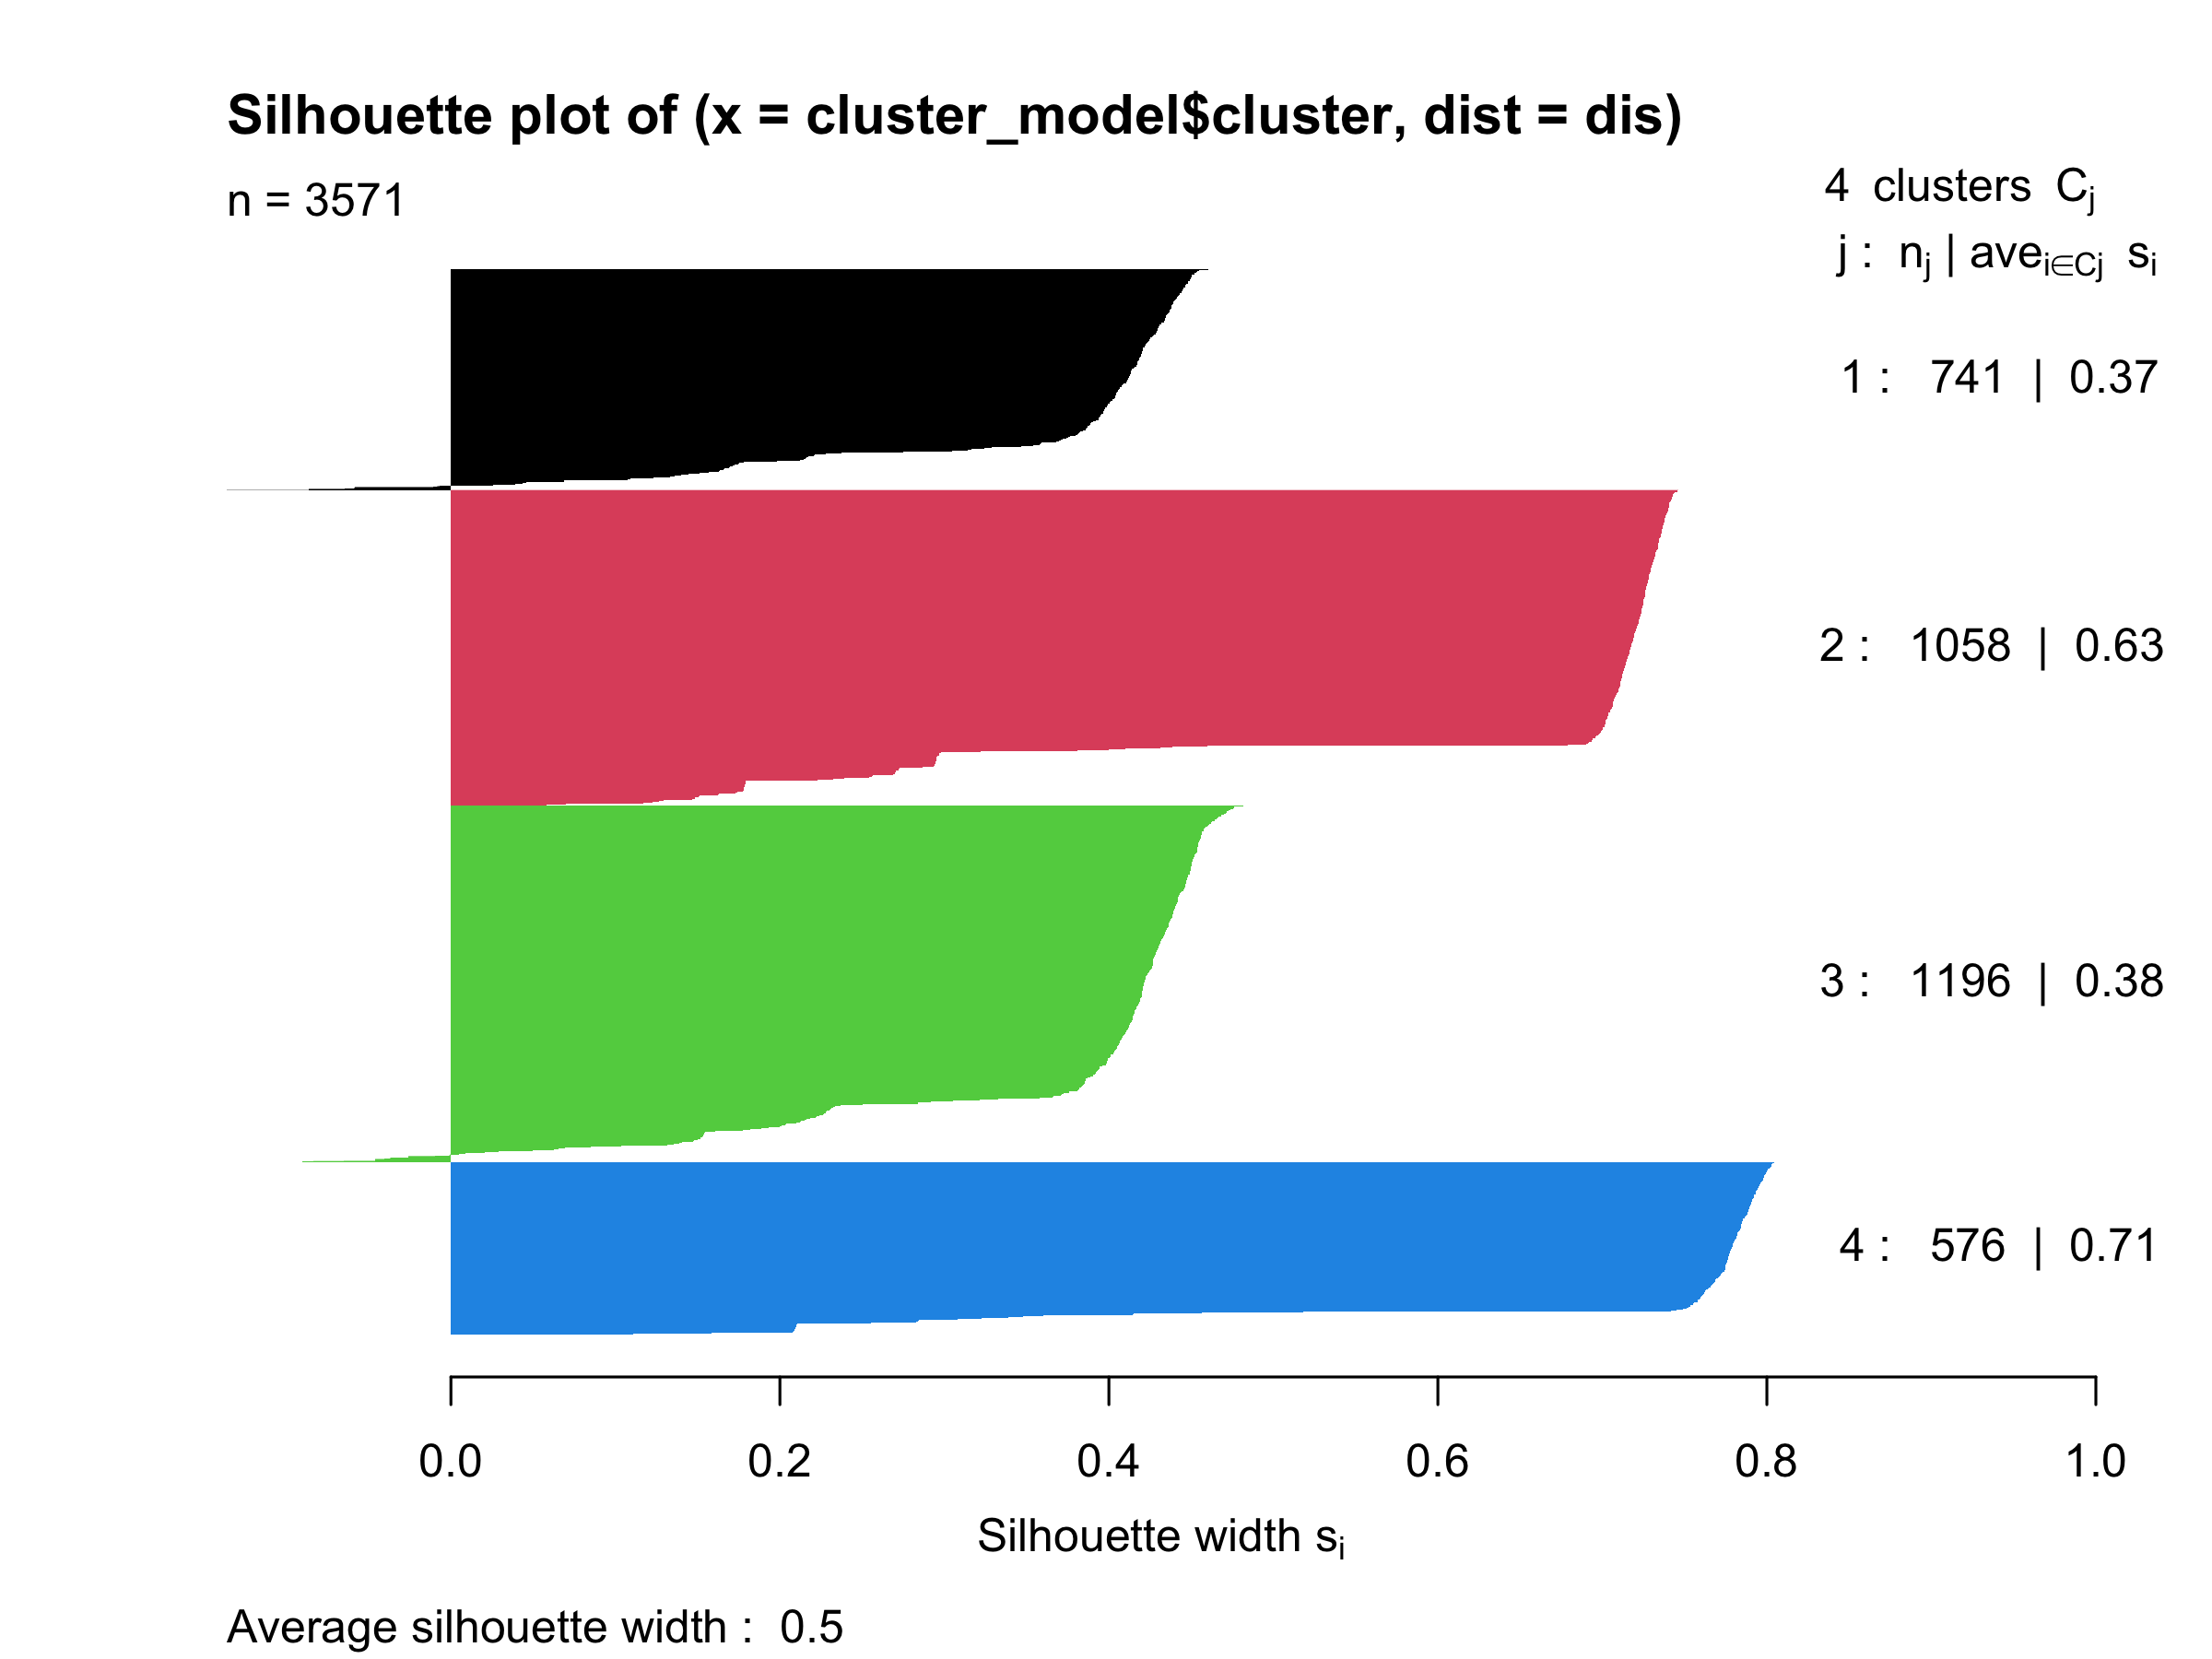 Silhouette plot of (x = cluster_model$cluster, dist = dis)
n = 3571
4 clusters Cj
j : nj | avei∈Cj si
1 : 741 | 0.37
2 : 1058 | 0.63
3 : 1196 | 0.38
4 : 576 | 0.71
0.0 0.2 0.4 0.6 0.8 1.0
Silhouette width si
Average silhouette width : 0.5